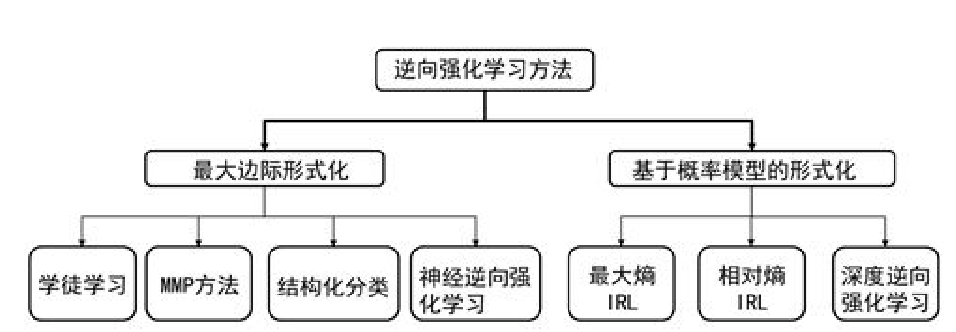 逆向强化学习方法
最大边际形式化
基于概率模型的形式化
学徒学习
MMP方法
结构化分类
神经逆向强
化学习
最大熵
IRL
相对熵
IRL
深度逆向
强化学习